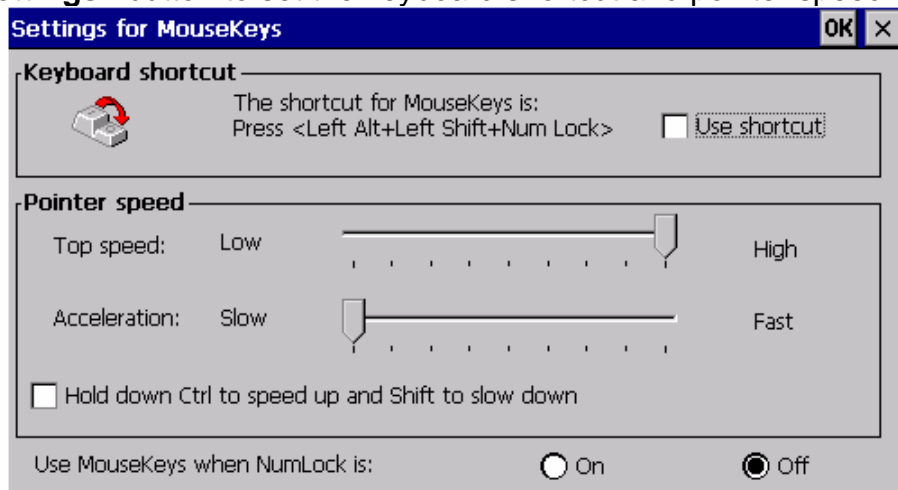 Settings for MouseKeys OK ×
Keyboard shortcut
The shortcut for MouseKeys is:
Press <Left Alt+Left Shift+Num Lock> Use shortcut
Pointer speed
Top speed: Low High
Acceleration: Slow Fast
Hold down Ctrl to speed up and Shift to slow down
Use MouseKeys when NumLock is: On Off